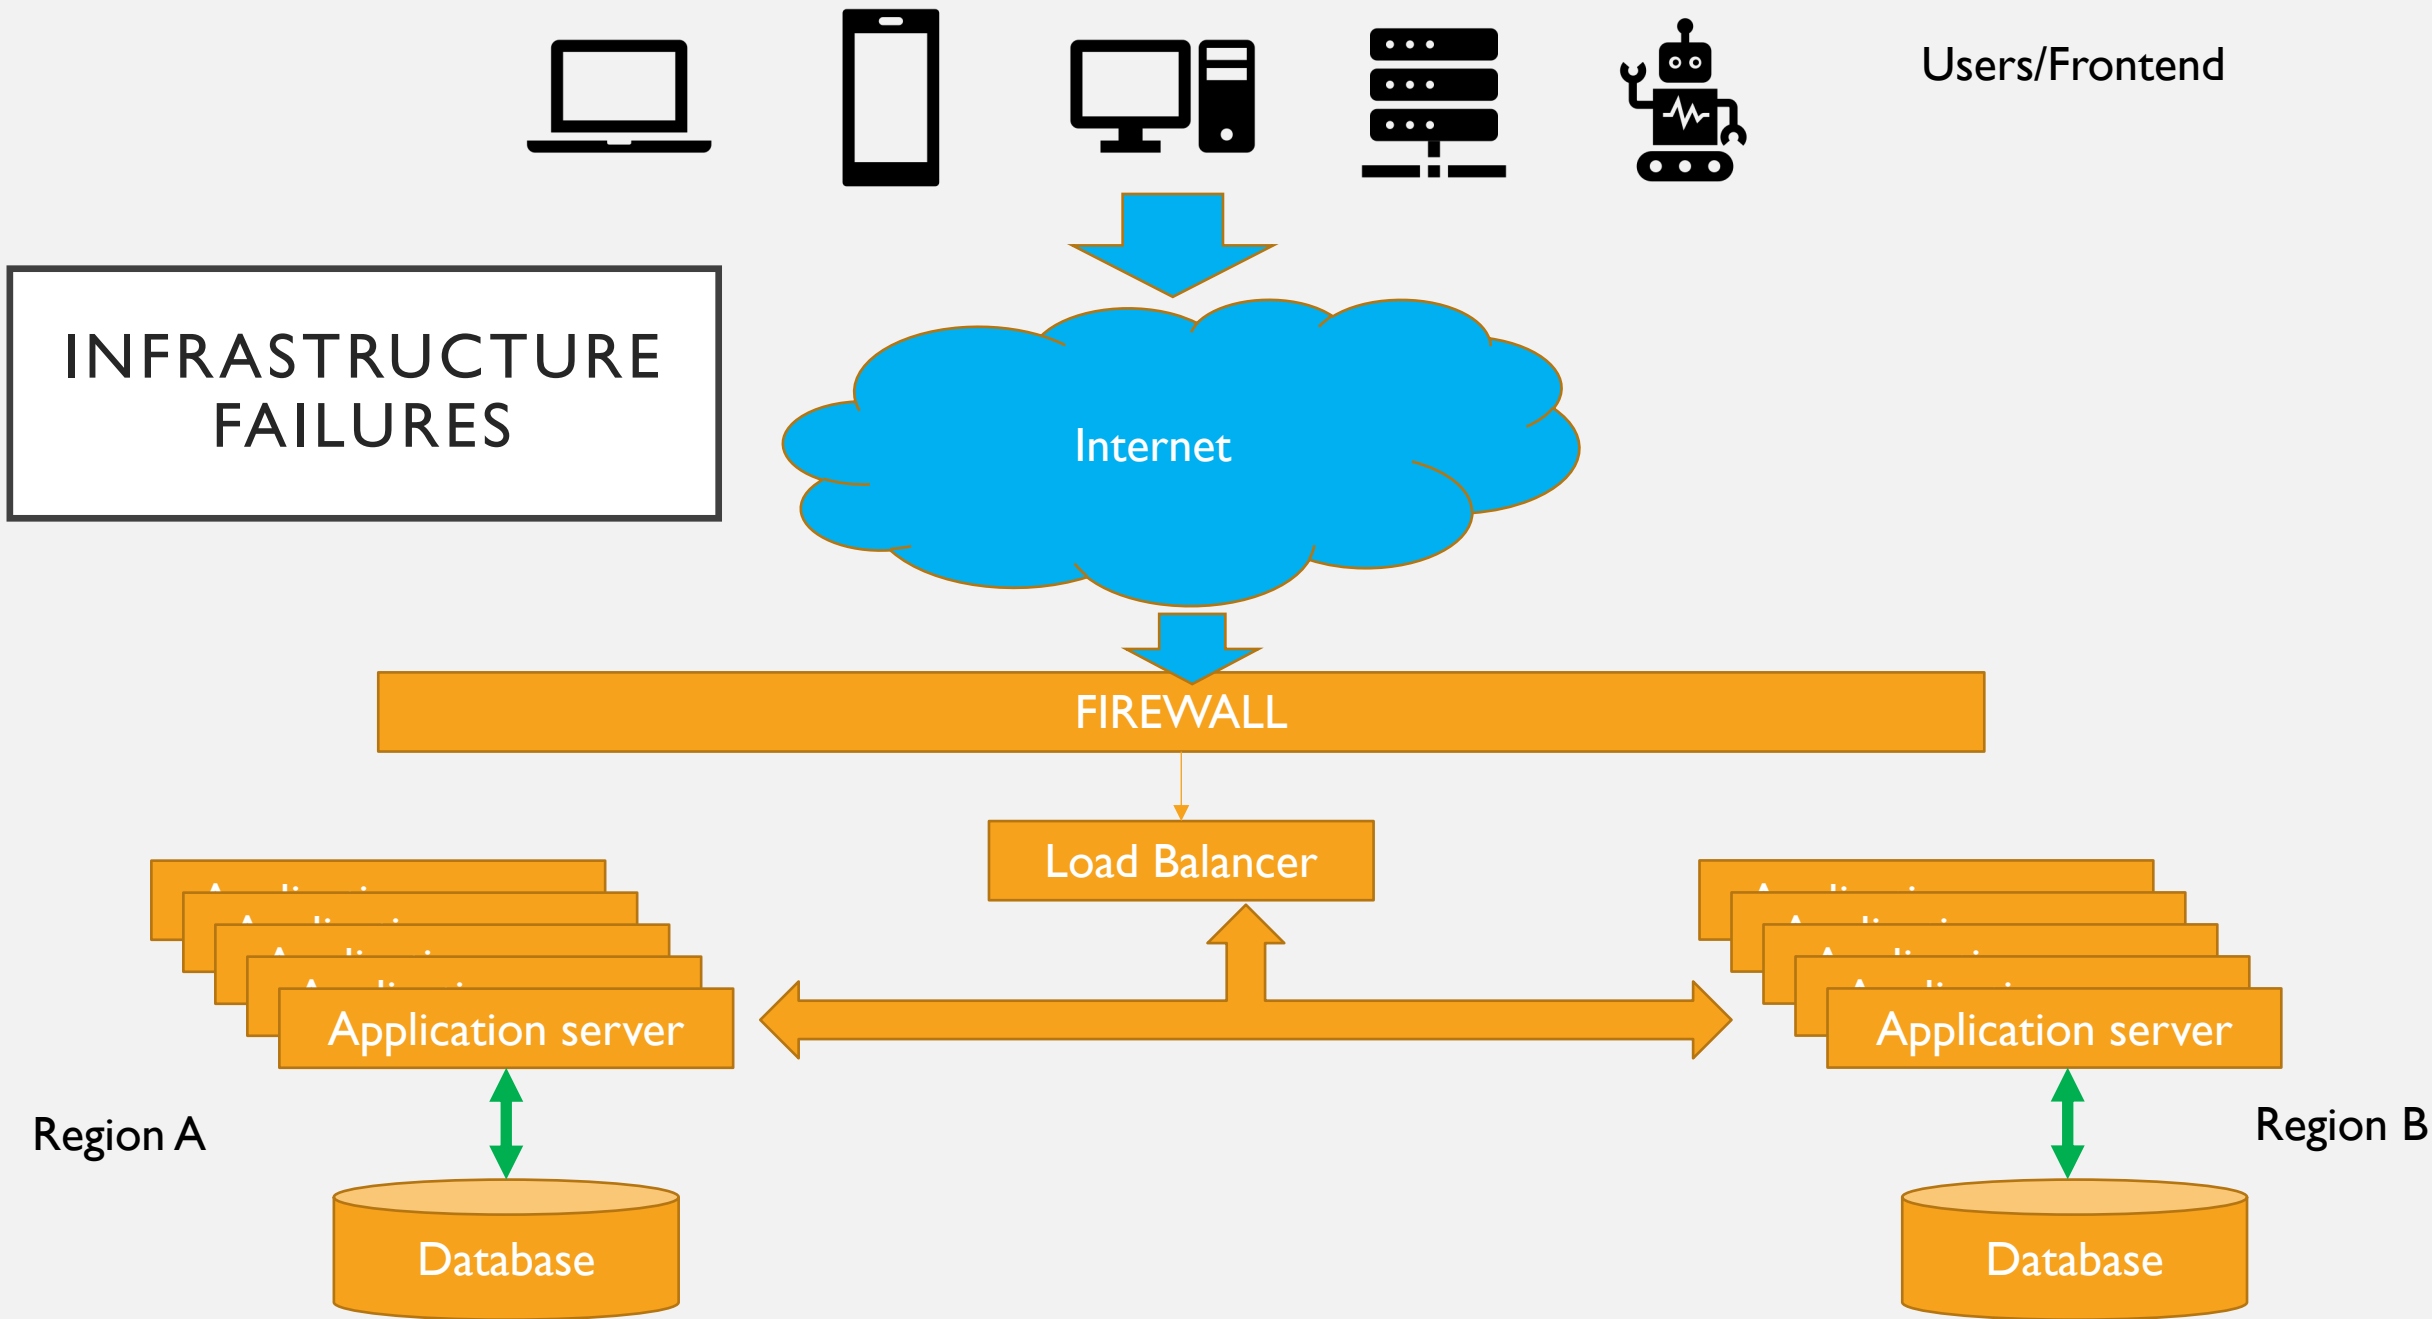 Users/Frontend
INFRASTRUCTURE
FAILURES
Internet
FIREWALL
Load Balancer
Application server
Application server
Region A
Region B
Database
Database